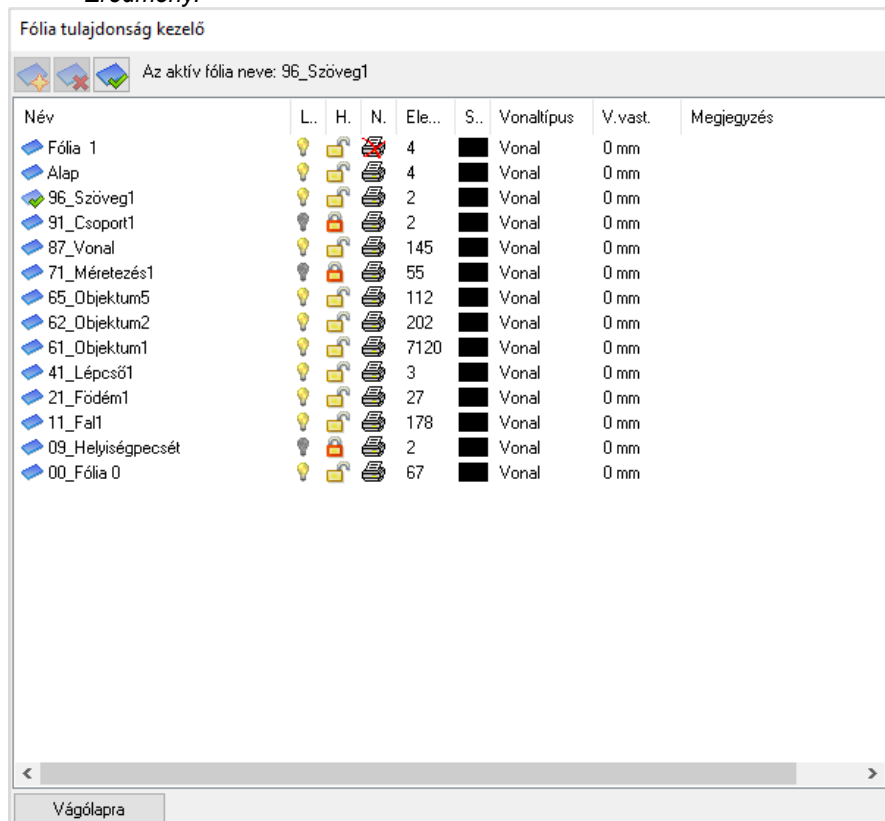 Eredmény:
Fólia tulajdonság kezelő
Az aktív fólia neve: 96_Szöveg1
Név L.. H. N. Ele... S.. Vonaltípus V.vast. Megjegyzés
Fólia 1 4 Vonal 0 mm
Alap 4 Vonal 0 mm
96_Szöveg1 2 Vonal 0 mm
91_Csoport1 2 Vonal 0 mm
87_Vonal 145 Vonal 0 mm
71_Méretezés1 55 Vonal 0 mm
65_Objektum5 112 Vonal 0 mm
62_Objektum2 202 Vonal 0 mm
61_Objektum1 7120 Vonal 0 mm
41_Lépcső1 3 Vonal 0 mm
21_Födém1 27 Vonal 0 mm
11_Fal1 178 Vonal 0 mm
09_Helyiségpecsét 2 Vonal 0 mm
00_Fólia 0 67 Vonal 0 mm
Vágólapra